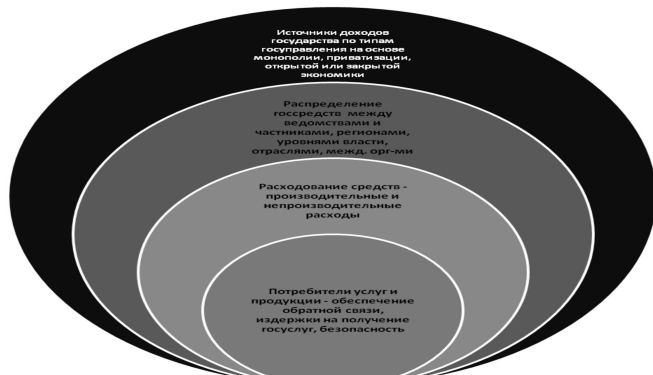 Источники доходов
государства по типам
госуправления на основе
монополии, приватизации,
открытой или закрытой
экономики
Распределение
госсредств между
ведомствами и
частниками, регионами,
уровнями власти,
отраслями, межд. орг-ми
Расходование средств -
производительные и
непроизводительные
расходы
Потребители услуг и
продукции - обеспечение
обратной связи,
издержки на получение
госуслуг, безопасность